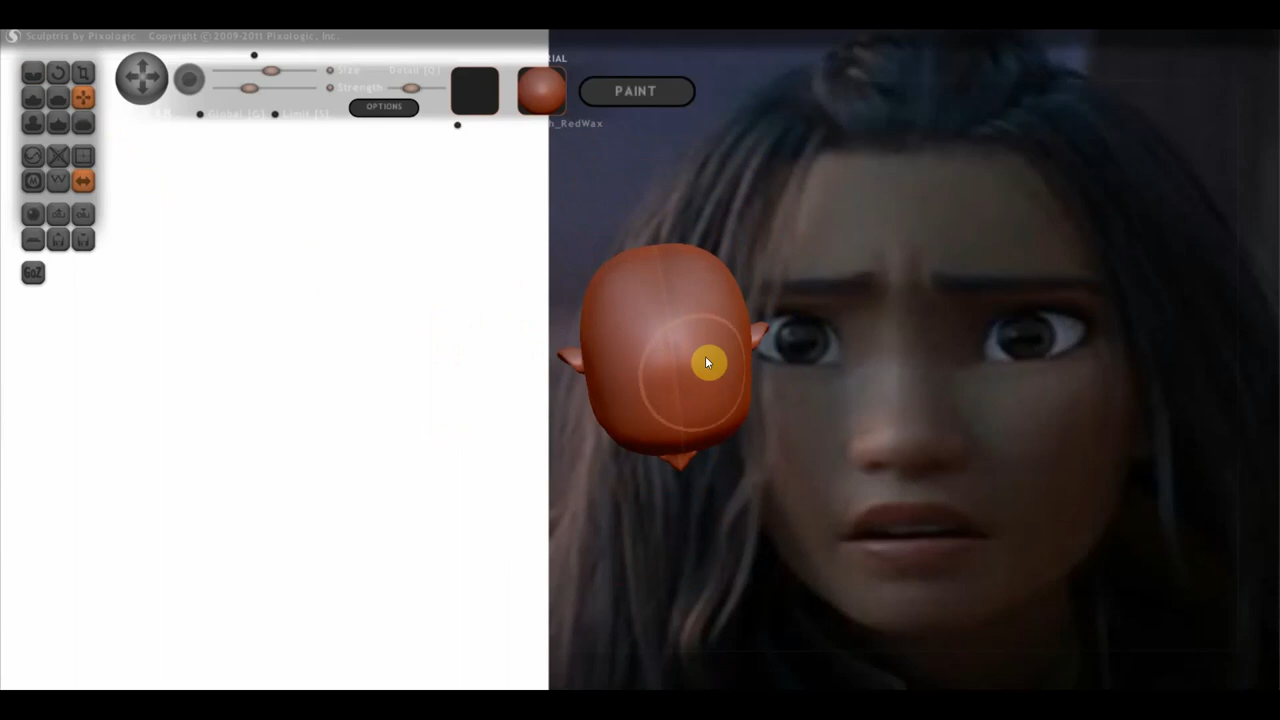 Sculptris by Pixologic Copyright © 2009-2011 Pixologic, Inc.
Size Detail [Q]
Strength
OPTIONS
Global [G] Limit [S]
RIAL
PAINT
h_RedWax
GoZ